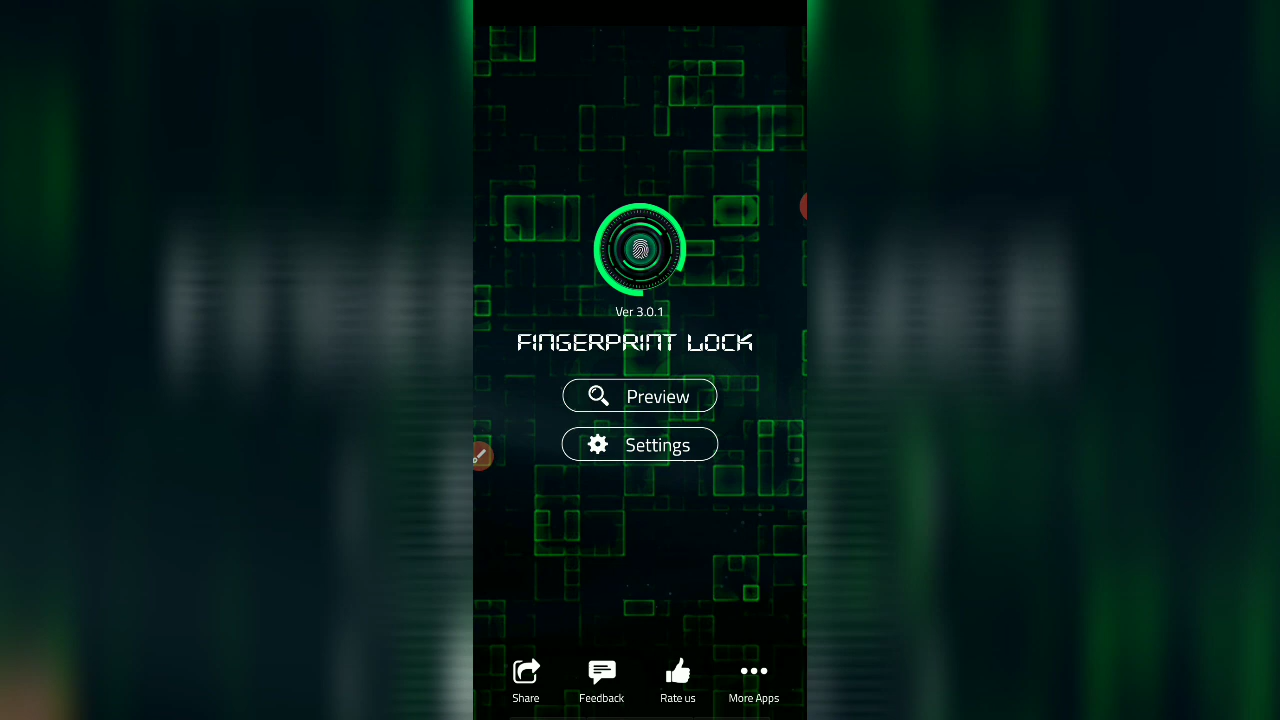 Ver 3.0.1
FINGERPRINT LOCK
Preview
Settings
Share
Feedback
Rate us
More Apps